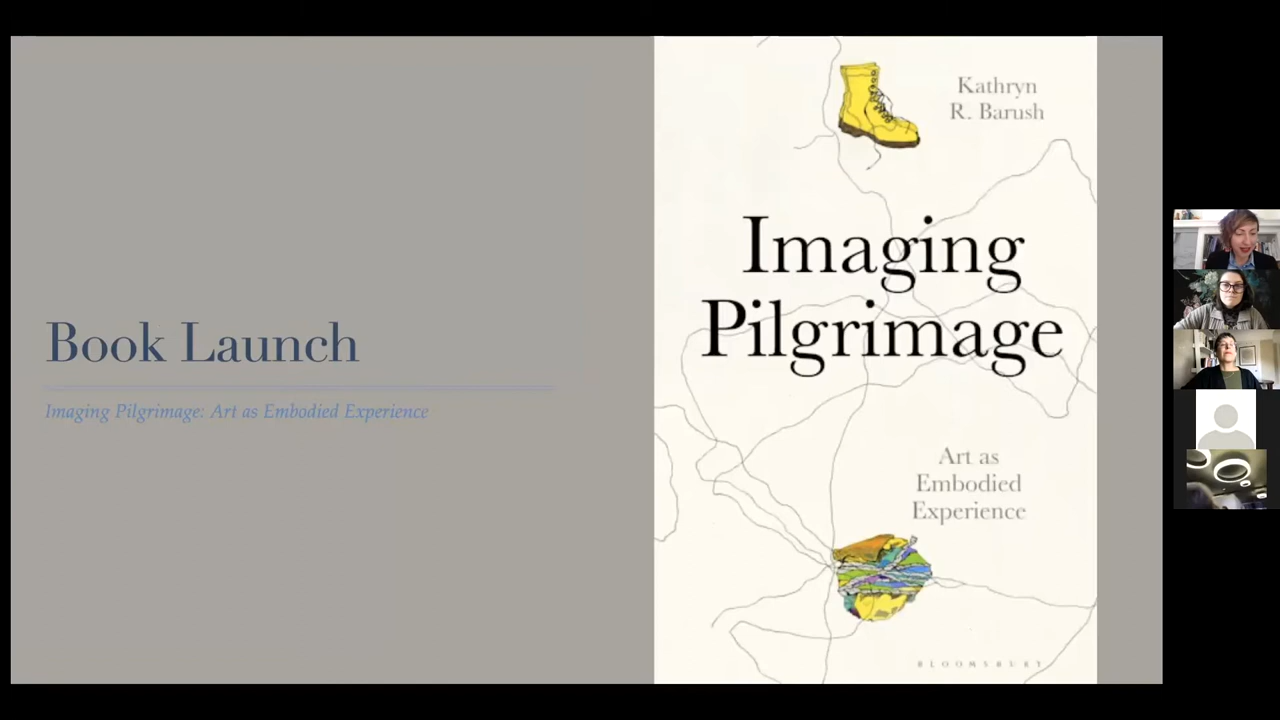 Book Launch
Imaging Pilgrimage: Art as Embodied Experience
Kathryn
R. Barush
Imaging
Pilgrimage
Art as
Embodied
Experience
BLOOMSBURY